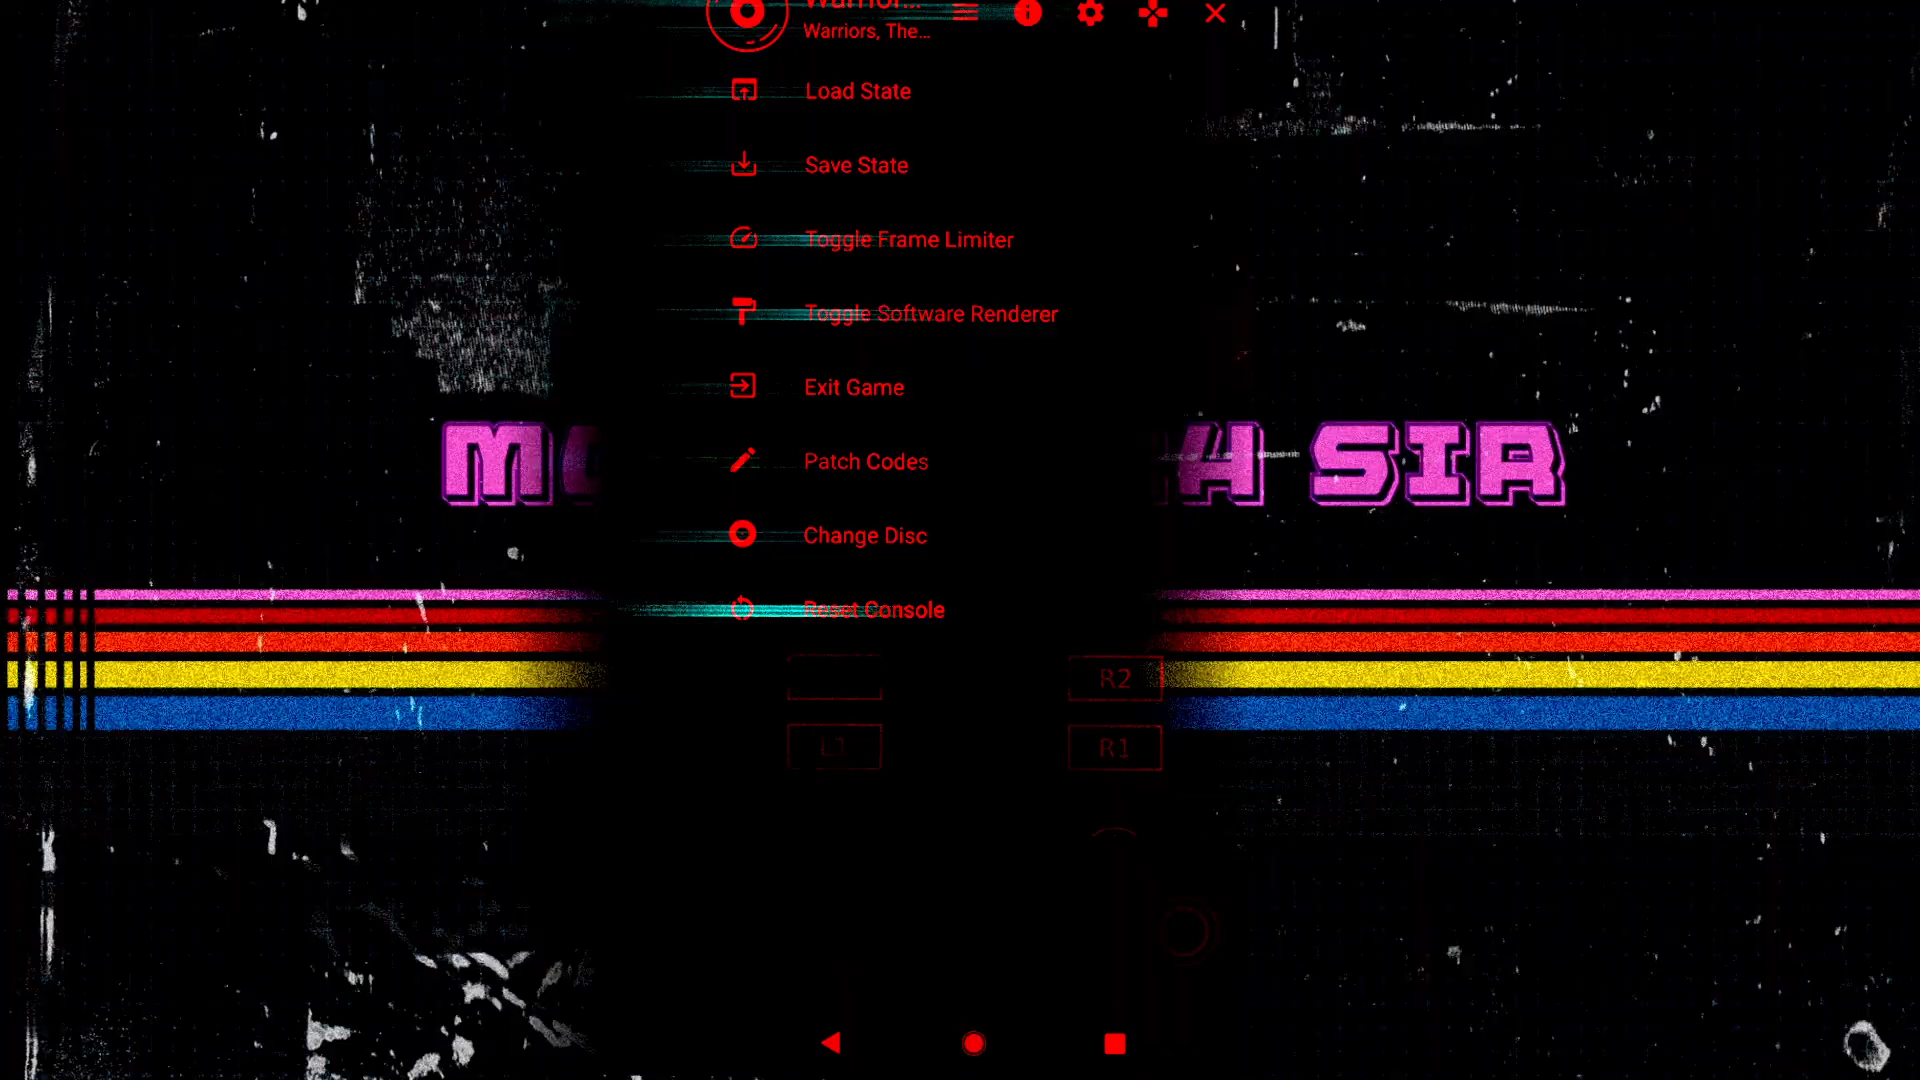 Warrior...
Warriors, The...
Load State
Save State
Toggle Frame Limiter
Toggle Software Renderer
Exit Game
Patch Codes
Change Disc
Reset Console
SIR
R2
L1
R1